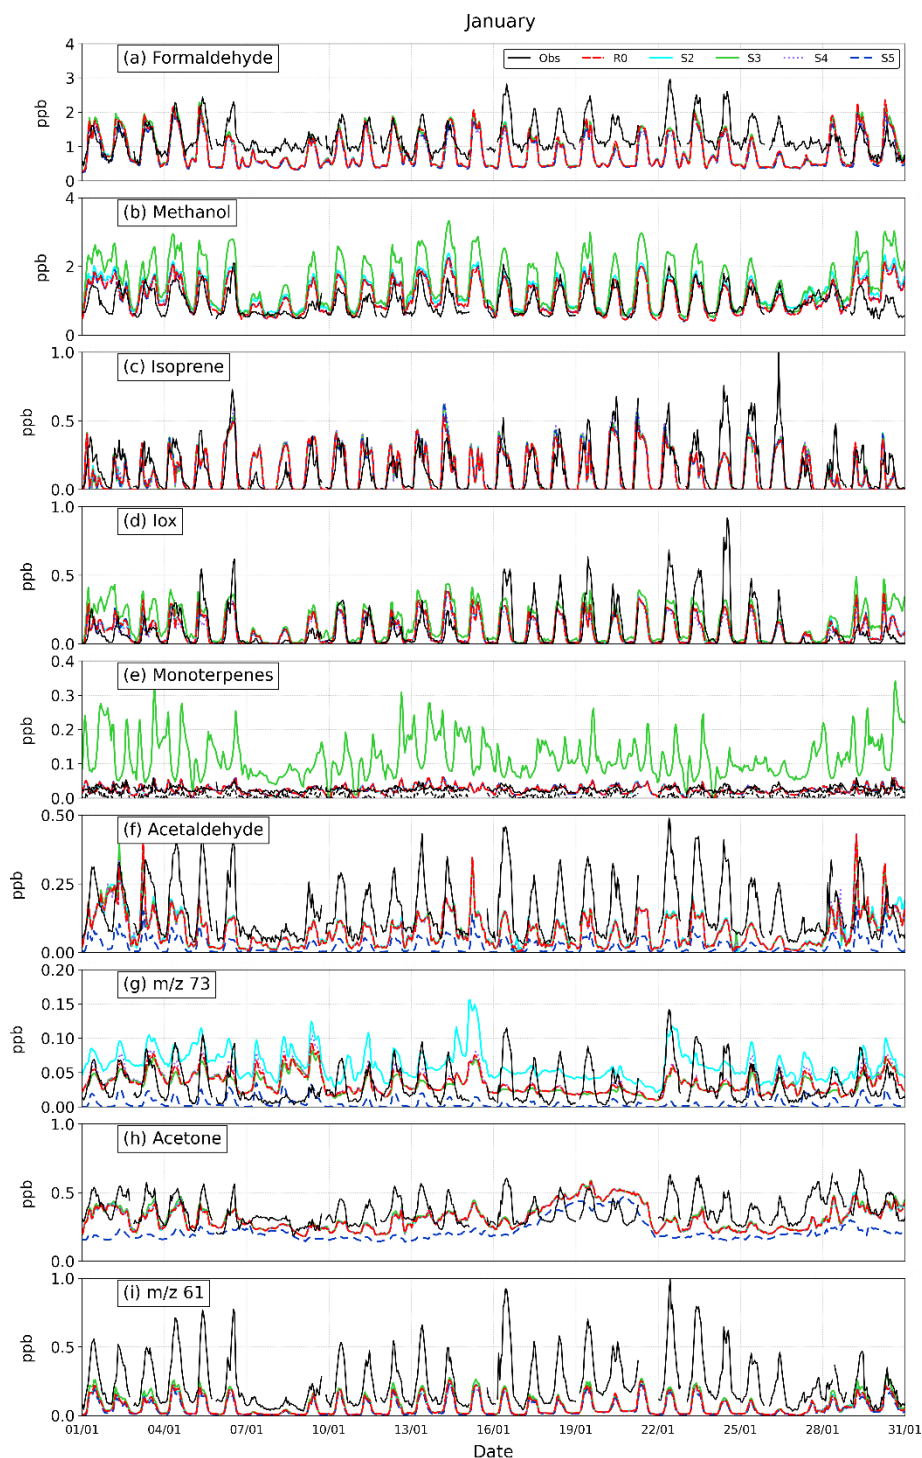 January
(a) Formaldehyde
Obs R0 S2 S3 S4 S5
4
3
2
1
0
ppb
(b) Methanol
4
2
0
ppb
(c) Isoprene
1.0
0.5
0.0
ppb
(d) Iox
1.0
0.5
0.0
ppb
(e) Monoterpenes
0.4
0.3
0.2
0.1
0.0
ppb
(f) Acetaldehyde
0.50
0.25
0.00
ppb
(g) m/z 73
0.20
0.15
0.10
0.05
0.00
ppb
(h) Acetone
1.0
0.5
0.0
ppb
(i) m/z 61
1.0
0.5
0.0
ppb
01/01 04/01 07/01 10/01 13/01 16/01 19/01 22/01 25/01 28/01 31/01
Date